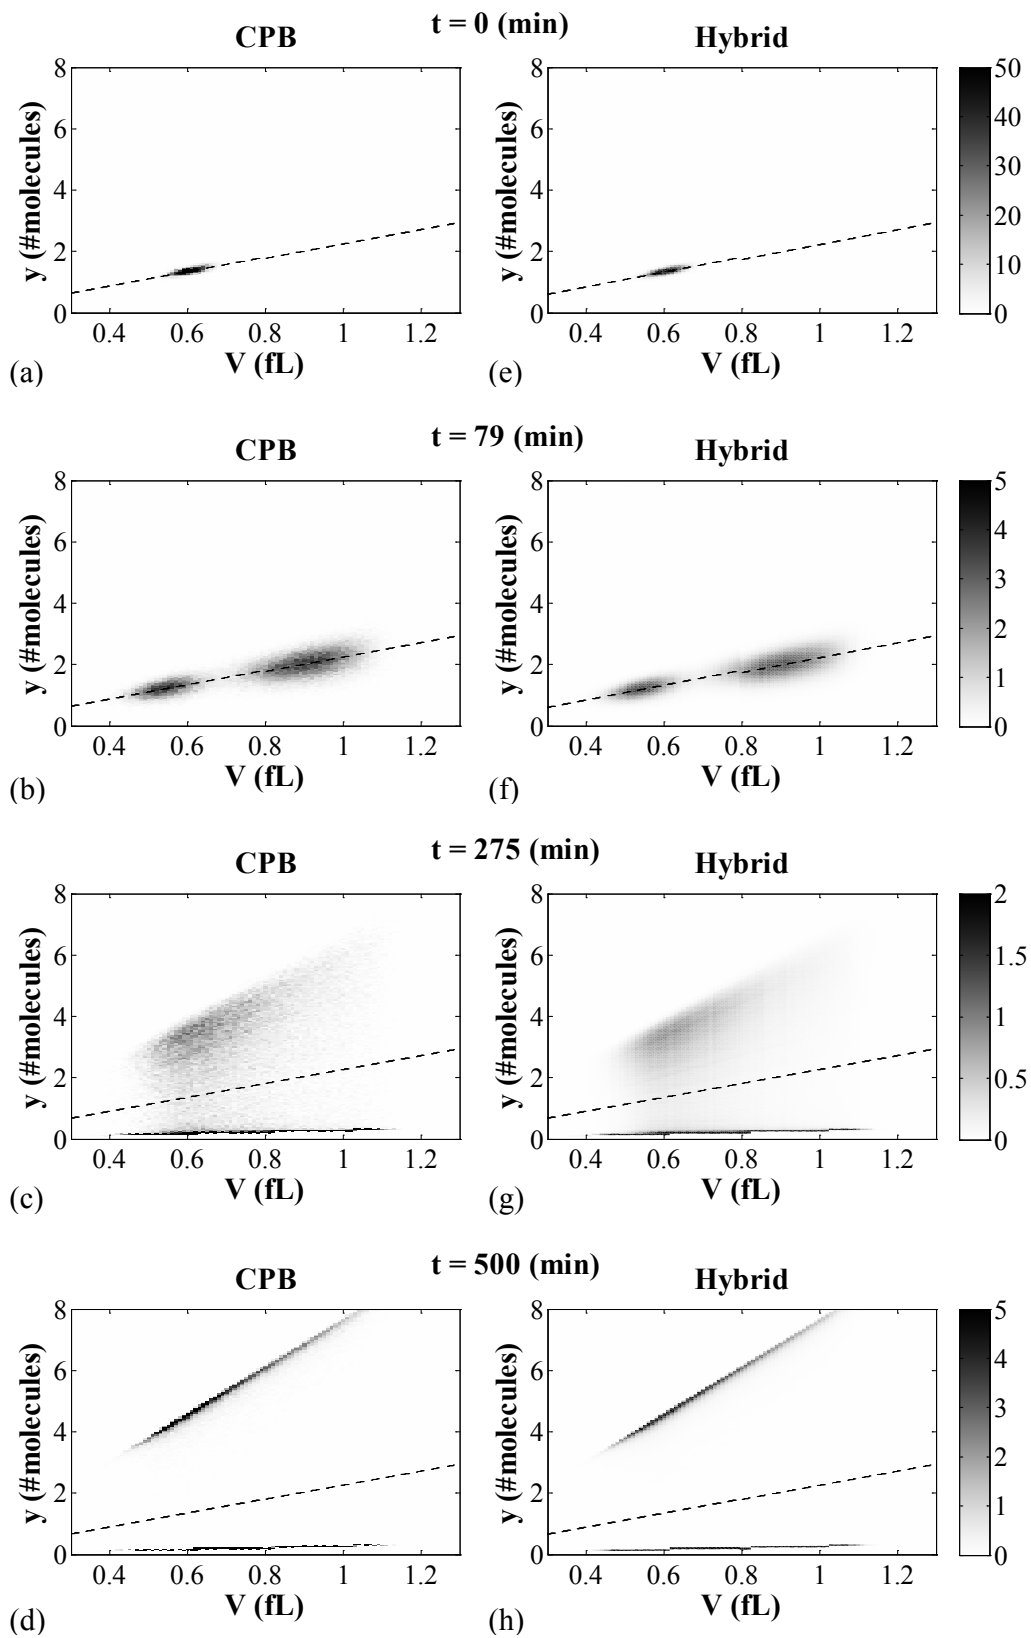 t = 0 (min)
CPB Hybrid
8 8 50
6 6 40
4 4 30
2 2 20
0 0 10
0
0.4 0.6 0.8 1 1.2 0.4 0.6 0.8 1 1.2
y (#molecules) y (#molecules)
V (fL) V (fL)
(a) (e)
t = 79 (min)
CPB Hybrid
8 8 5
6 6 4
4 4 3
2 2 2
0 0 1
0
0.4 0.6 0.8 1 1.2 0.4 0.6 0.8 1 1.2
y (#molecules) y (#molecules)
V (fL) V (fL)
(b) (f)
t = 275 (min)
CPB Hybrid
8 8 2
6 6 1.5
4 4 1
2 2 0.5
0 0 0
0.4 0.6 0.8 1 1.2 0.4 0.6 0.8 1 1.2
y (#molecules) y (#molecules)
V (fL) V (fL)
(c) (g)
t = 500 (min)
CPB Hybrid
8 8 5
6 6 4
4 4 3
2 2 2
0 0 1
0
0.4 0.6 0.8 1 1.2 0.4 0.6 0.8 1 1.2
y (#molecules) y (#molecules)
V (fL) V (fL)
(d) (h)